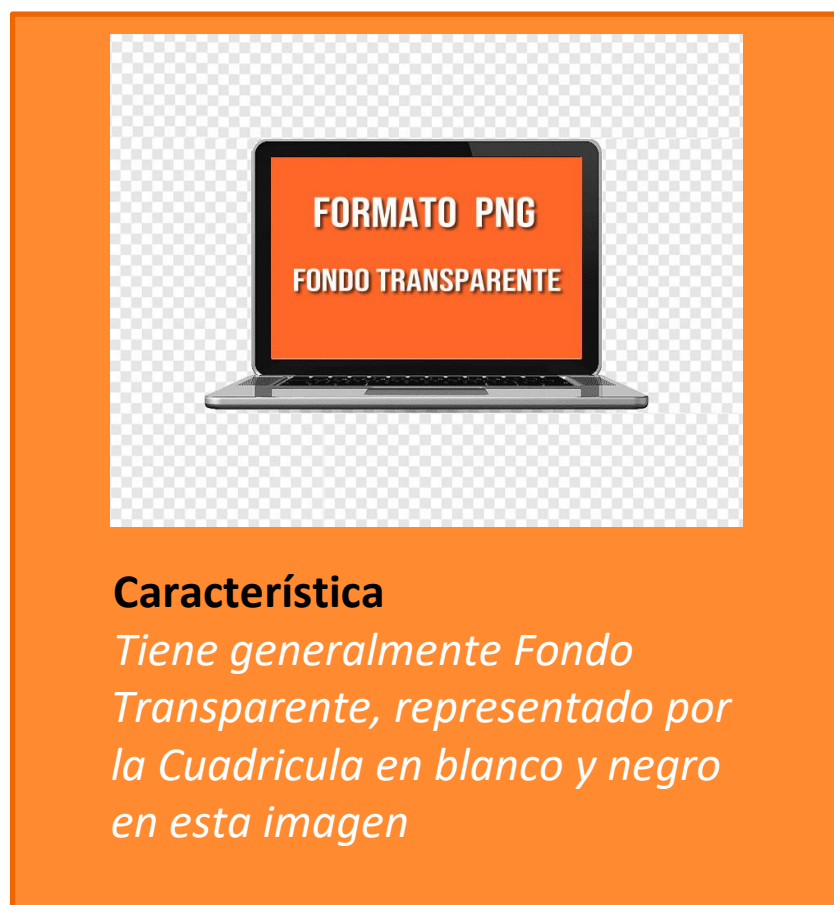 FORMATO PNG
FONDO TRANSPARENTE
Característica
Tiene generalmente Fondo
Transparente, representado por
la Cuadricula en blanco y negro
en esta imagen